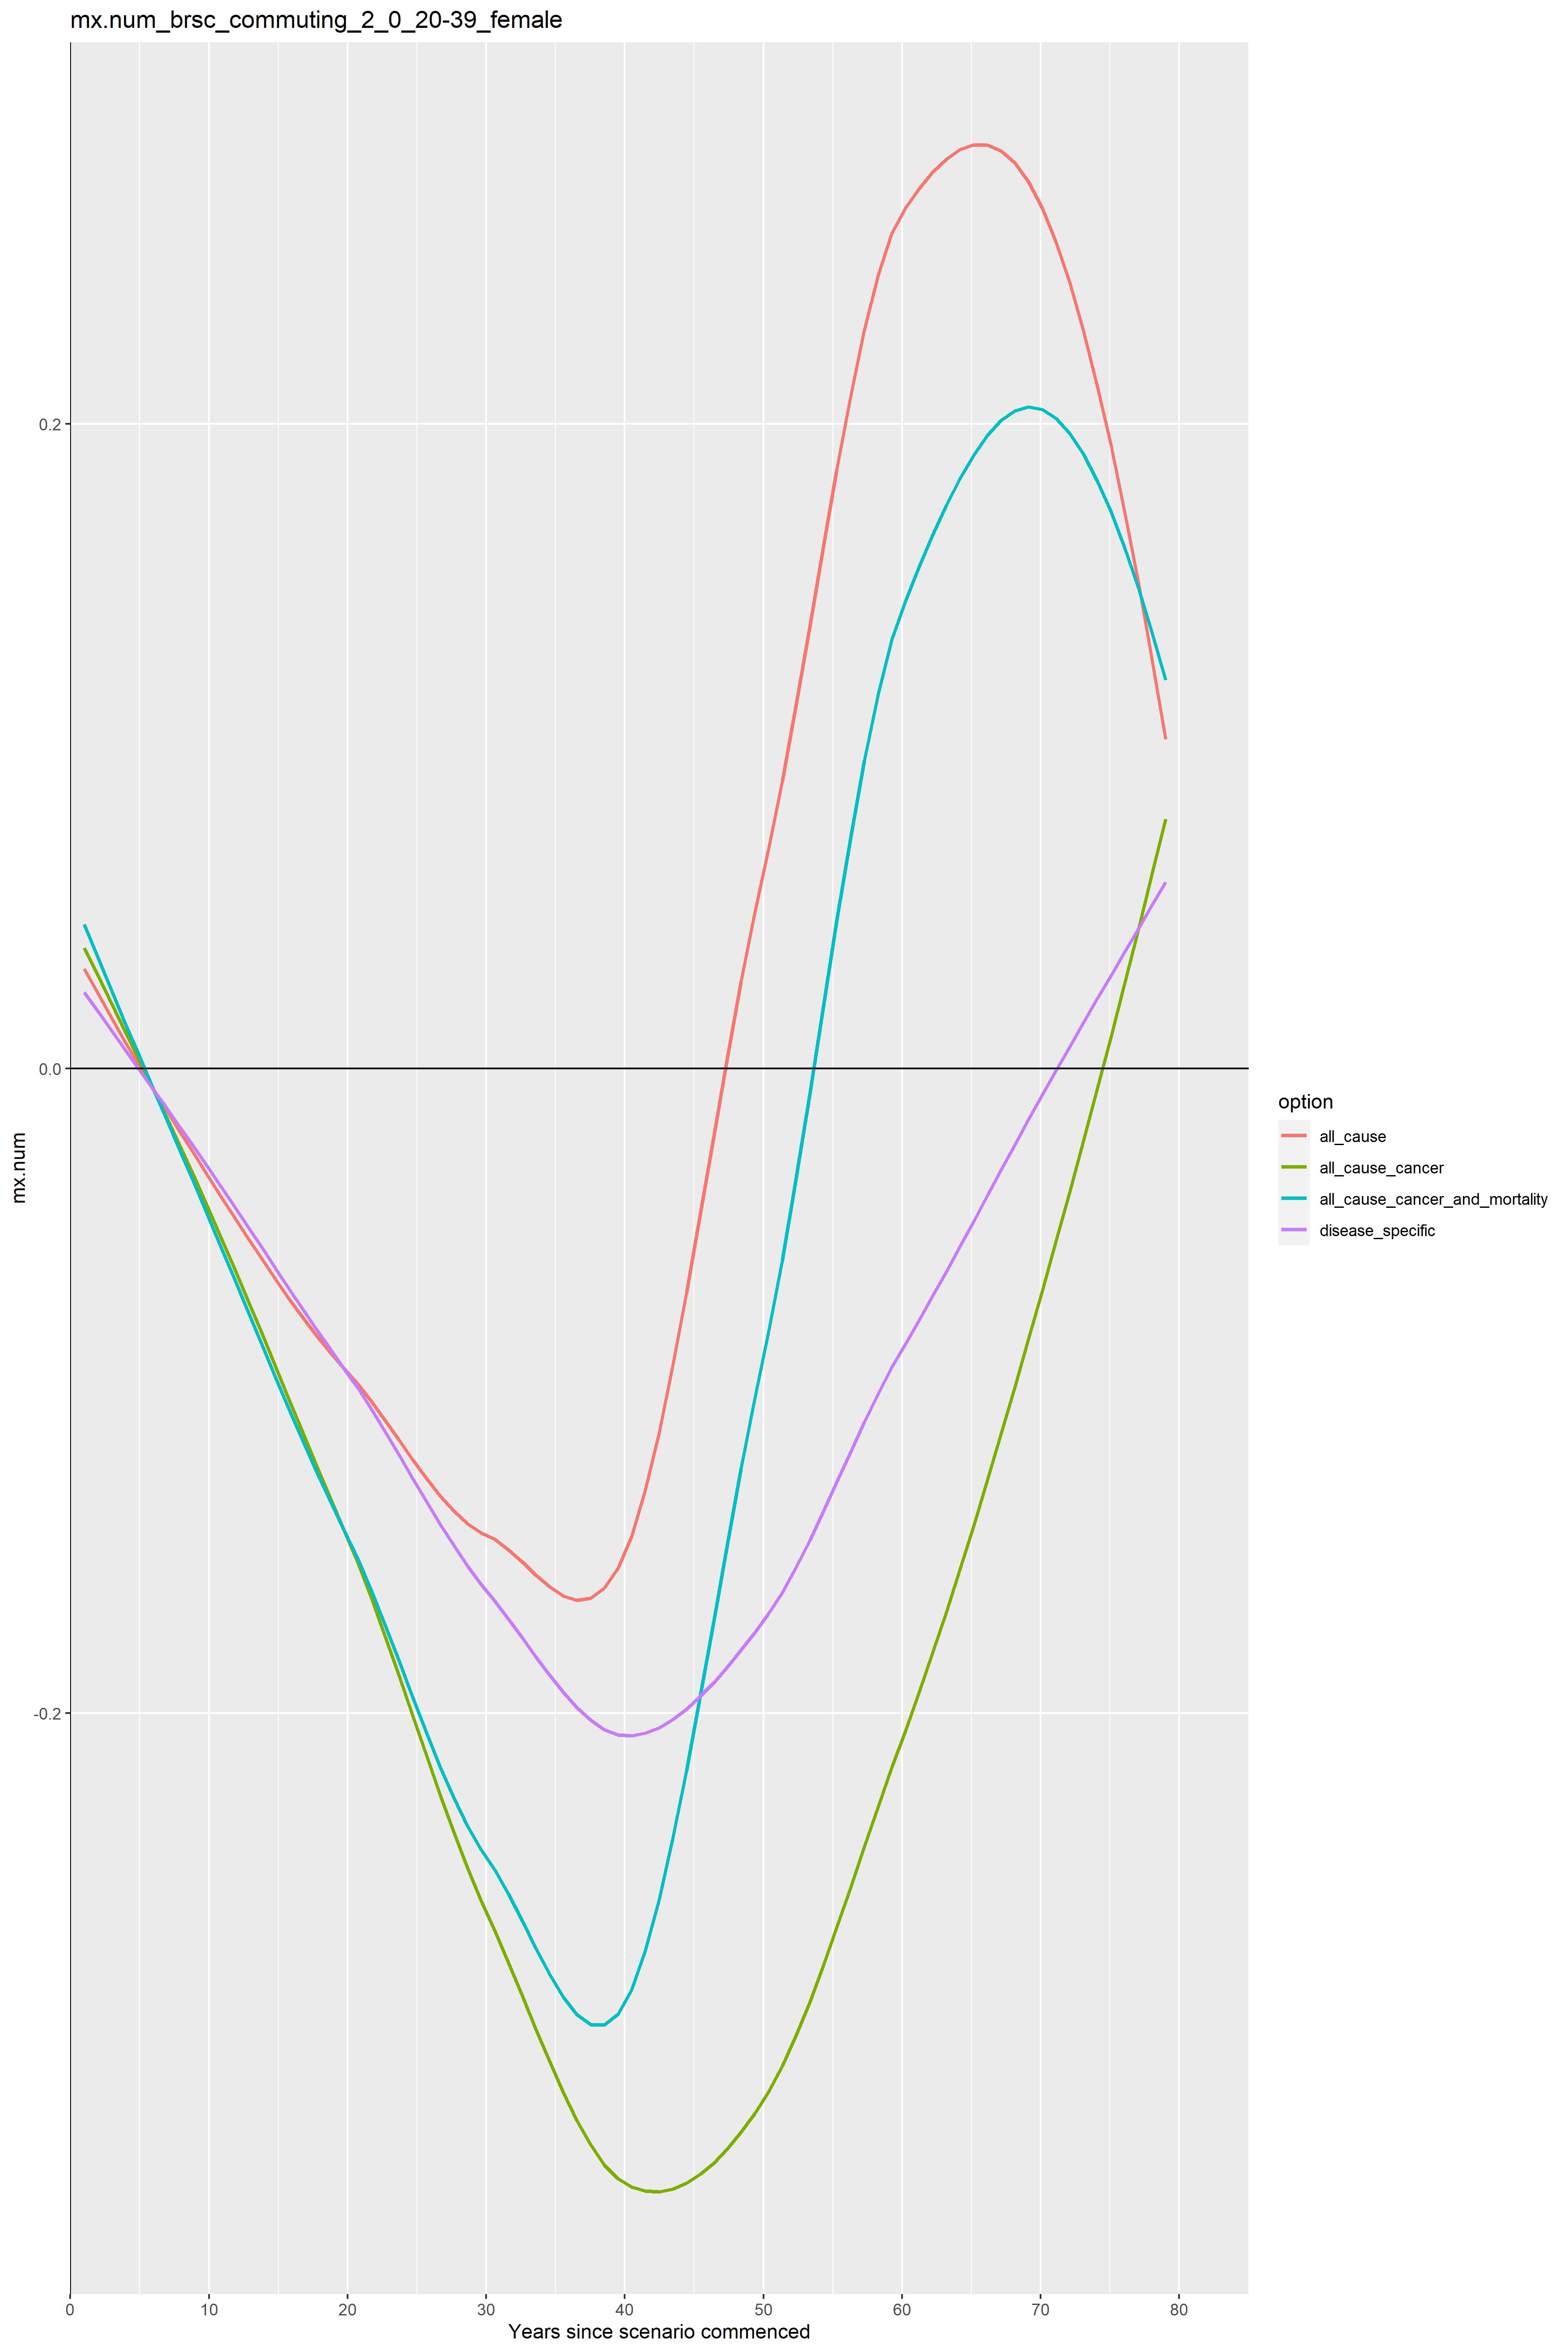 mx.num_brsc_commuting_2_0_20-39_female
0.2
0.0
-0.2
mx.num
0 10 20 30 40 50 60 70 80
Years since scenario commenced
option
all_cause
all_cause_cancer
all_cause_cancer_and_mortality
disease_specific